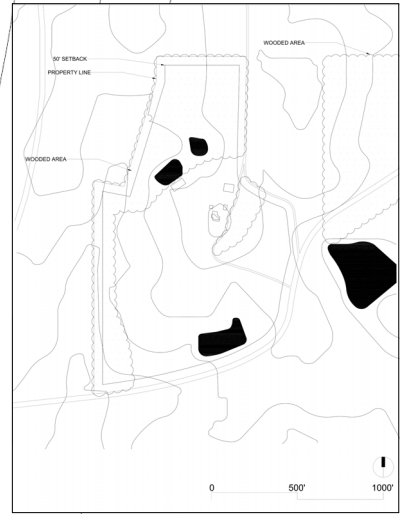 WOODED AREA
50' SETBACK
PROPERTY LINE
WOODED AREA
0 500' 1000'